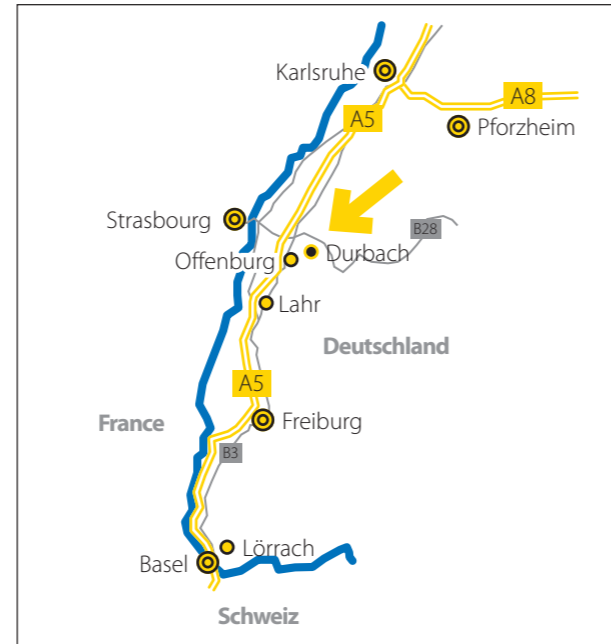 Karlsruhe
A8
A5
Pforzheim
Strasbourg
B28
Durbach
Offenburg
Lahr
Deutschland
A5
France
Freiburg
B3
Lörrach
Basel
Schweiz